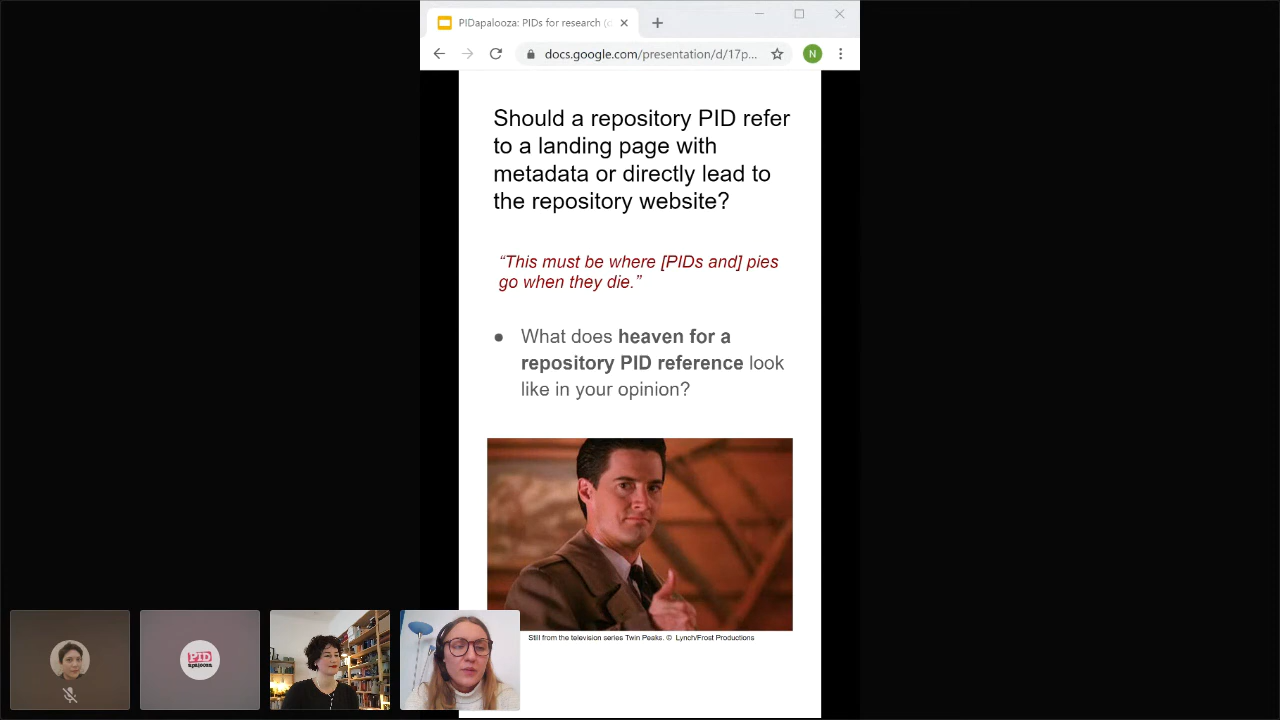 PIDapalooza: PIDs for research (d
docs.google.com/presentation/d/17p...
N
Should a repository PID refer
to a landing page with
metadata or directly lead to
the repository website?
“This must be where [PIDs and] pies
go when they die.”
● What does heaven for a
repository PID reference look
like in your opinion?
Still from the television series Twin Peaks. © Lynch/Frost Productions
PID
apalooza